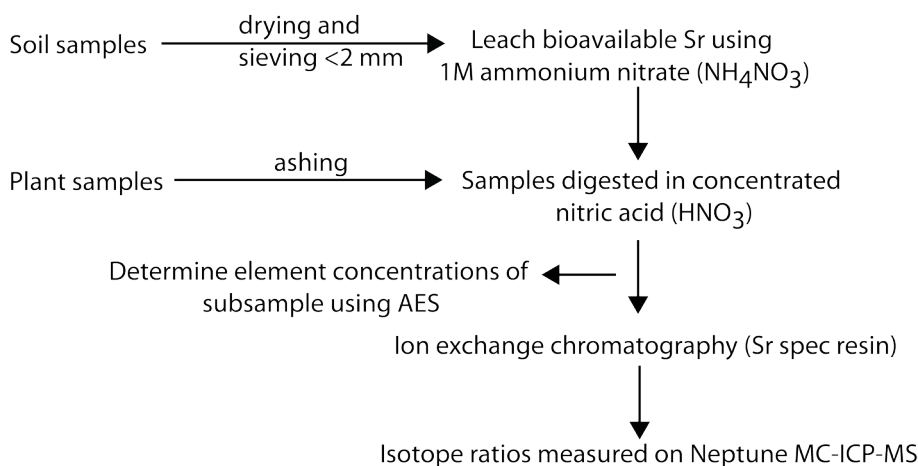 Soil samples
drying and
sieving <2 mm
Leach bioavailable Sr using
1M ammonium nitrate (NH4NO3)
Plant samples
ashing
Samples digested in concentrated
nitric acid (HNO3)
Determine element concentrations of
subsample using AES
Ion exchange chromatography (Sr spec resin)
Isotope ratios measured on Neptune MC-ICP-MS